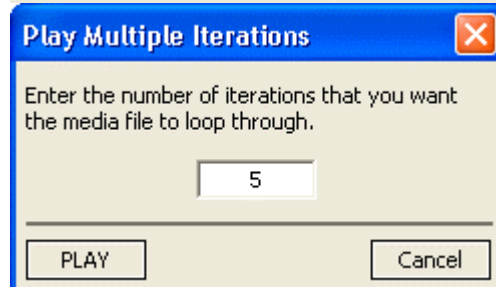 Play Multiple Iterations
Enter the number of iterations that you want
the media file to loop through.
5
PLAY
Cancel